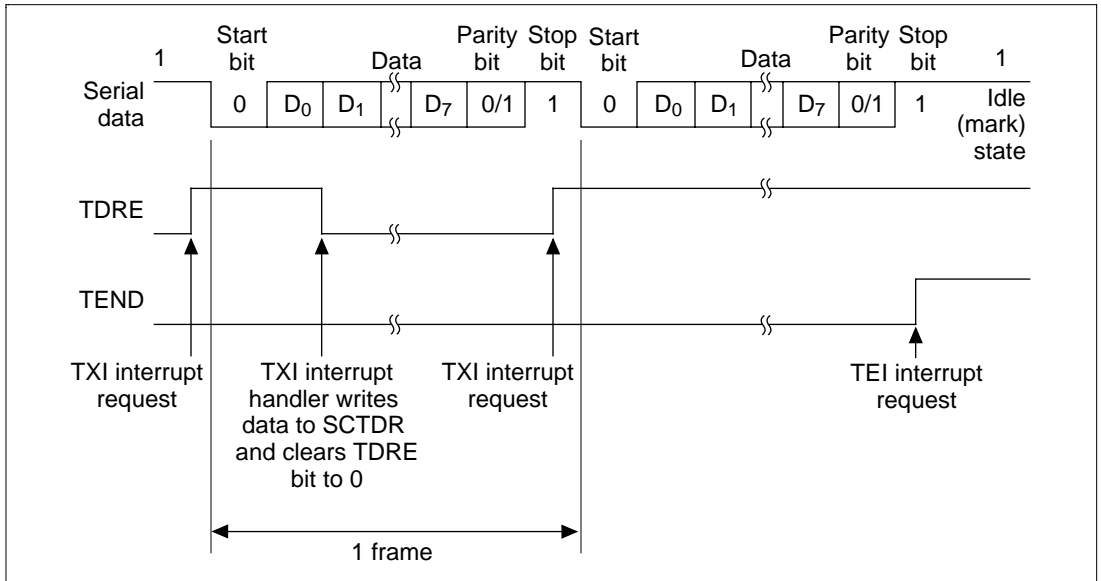 Start bit
Data
Parity bit
Stop bit
Start bit
Data
Parity bit
Stop bit
1
1
Serial data
0 D0 D1 D7 0/1 1 0 D0 D1 D7 0/1 1
Idle (mark) state
TDRE
TEND
TXI interrupt
request
TXI interrupt
handler writes
data to SCTDR
and clears TDRE
bit to 0
TXI interrupt
request
TEI interrupt
request
1 frame